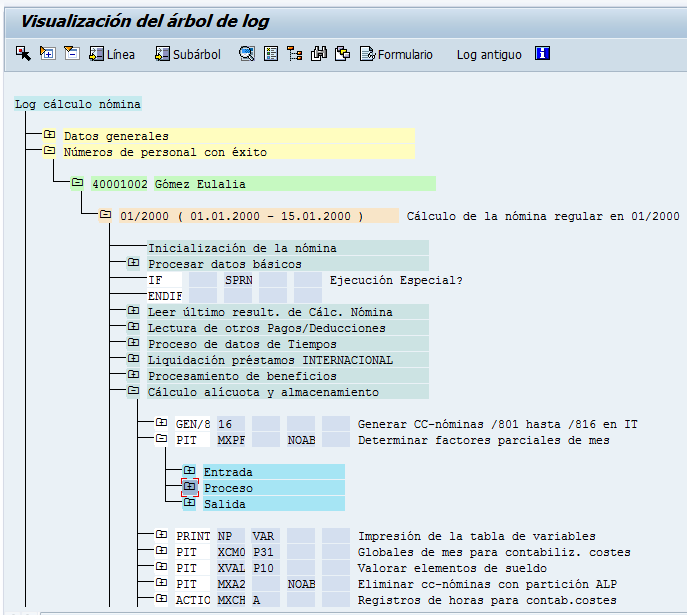 Visualización del árbol de log
Línea Subárbol Formulario Log antiguo
Log cálculo nómina
Datos generales
Números de personal con éxito
40001002 Gómez Eulalia
01/2000 ( 01.01.2000 - 15.01.2000 ) Cálculo de la nómina regular en 01/2000
Inicialización de la nómina
Procesar datos básicos
IF SPRN Ejecución Especial?
ENDIF
Leer último result. de Cálc. Nómina
Lectura de otros Pagos/Deducciones
Proceso de datos de Tiempos
Liquidación préstamos INTERNACIONAL
Procesamiento de beneficios
Cálculo alícuota y almacenamiento
GEN/8 16 Generar CC-nóminas /801 hasta /816 en IT
PIT MXPF NOAB Determinar factores parciales de mes
Entrada
Proceso
Salida
PRINT NP VAR Impresión de la tabla de variables
PIT XCM0 P31 Globales de mes para contabiliz. costes
PIT XVAL P10 Valorar elementos de sueldo
PIT MXA2 NOAB Eliminar cc-nóminas con partición ALP
ACTIO MXCH A Registros de horas para contab.costes